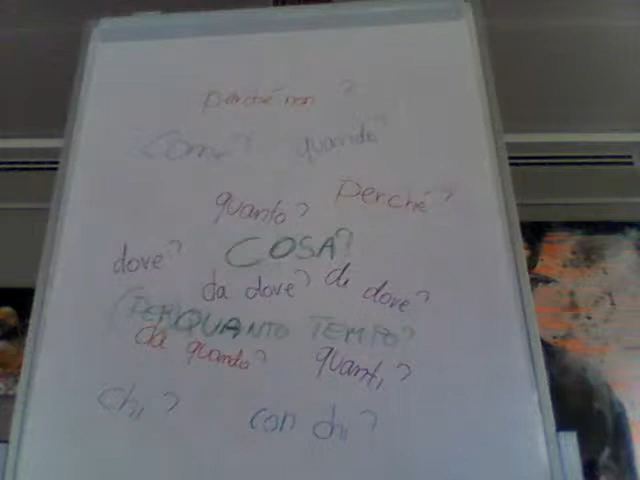 perché non ?
come? quando?
quanto? perché?
dove? COSA?
da dove? di dove?
(PER QUANTO TEMPO?
da quando? quanti?
chi? con chi?